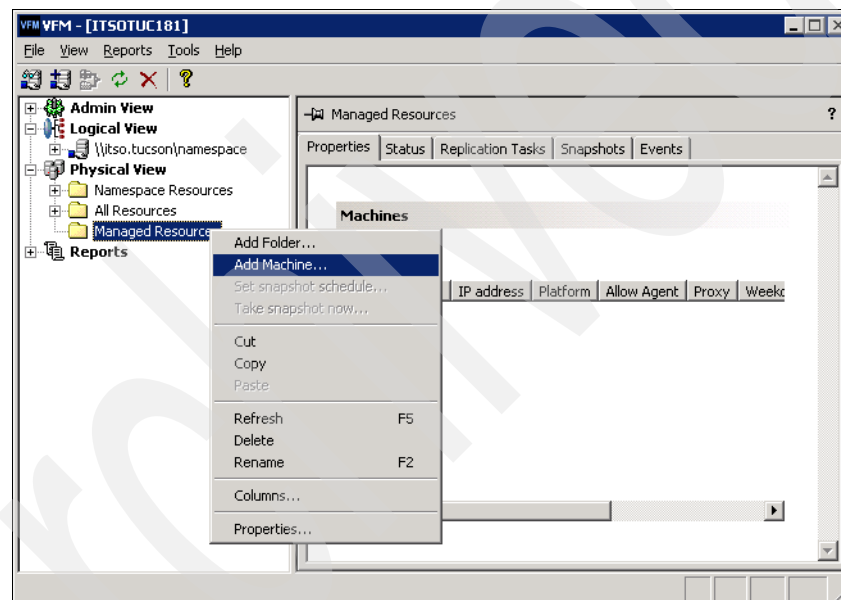 VFM VFM - [ITSOTUC181]
File View Reports Tools Help
Admin View
Logical View
\\itso.tucson\namespace
Physical View
Namespace Resources
All Resources
Managed Resource
Reports
Managed Resources ?
Properties Status Replication Tasks Snapshots Events
Machines
IP address Platform Allow Agent Proxy
Add Folder...
Add Machine...
Set snapshot schedule...
Take snapshot now...
Cut
Copy
Paste
Refresh F5
Delete
Rename F2
Columns...
Properties...